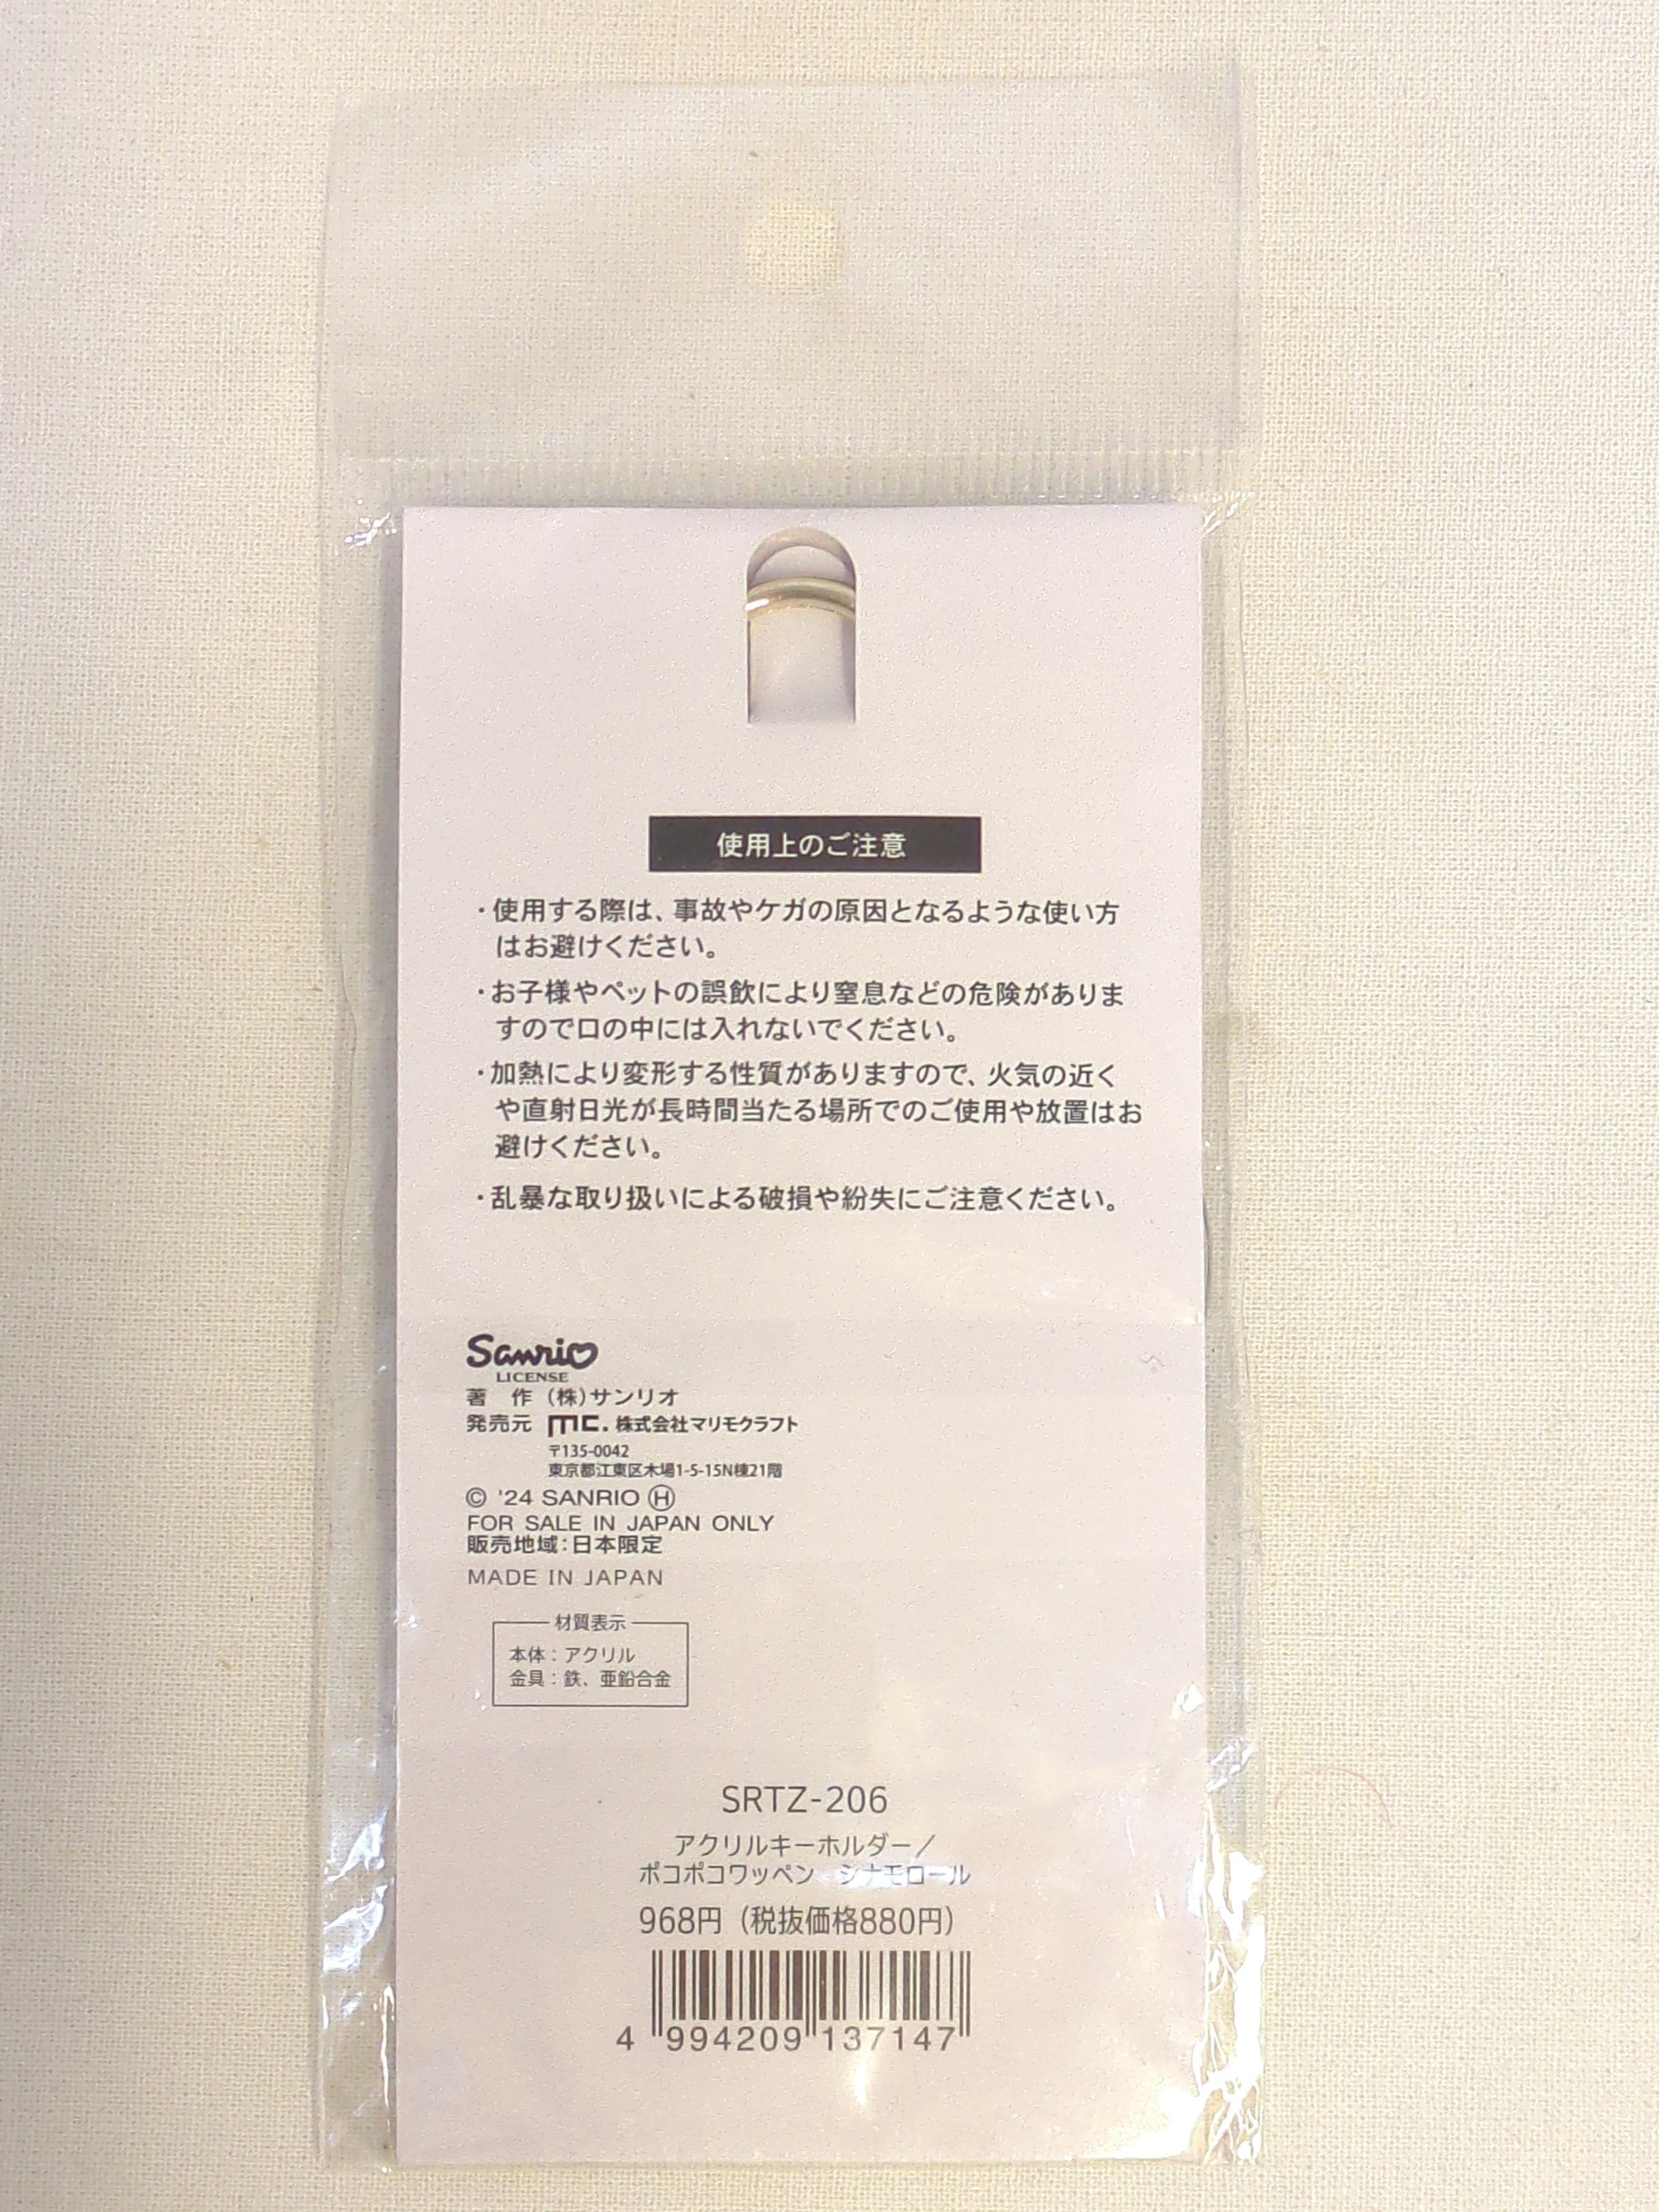 使用上のご注意
・使用する際は、事故やケガの原因となるような使い方
はお避けください。
・お子様やペットの誤飲により窒息などの危険がありま
すので口の中には入れないでください。
・加熱により変形する性質がありますので、火気の近く
や直射日光が長時間当たる場所でのご使用や放置はお
避けください。
・乱暴な取り扱いによる破損や紛失にご注意ください。
Sanrio
LICENSE
著　作 (株)サンリオ
発売元 mc. 株式会社マリモクラフト
〒135-0042
東京都江東区木場1-5-15N棟21階
© '24 SANRIO Ⓗ
FOR SALE IN JAPAN ONLY
販売地域：日本限定
MADE IN JAPAN
材質表示
本体：アクリル
金具：鉄、亜鉛合金
SRTZ-206
アクリルキーホルダー／
ポコポコワッペン　シナモロール
968円（税抜価格880円）
4 994209 137147